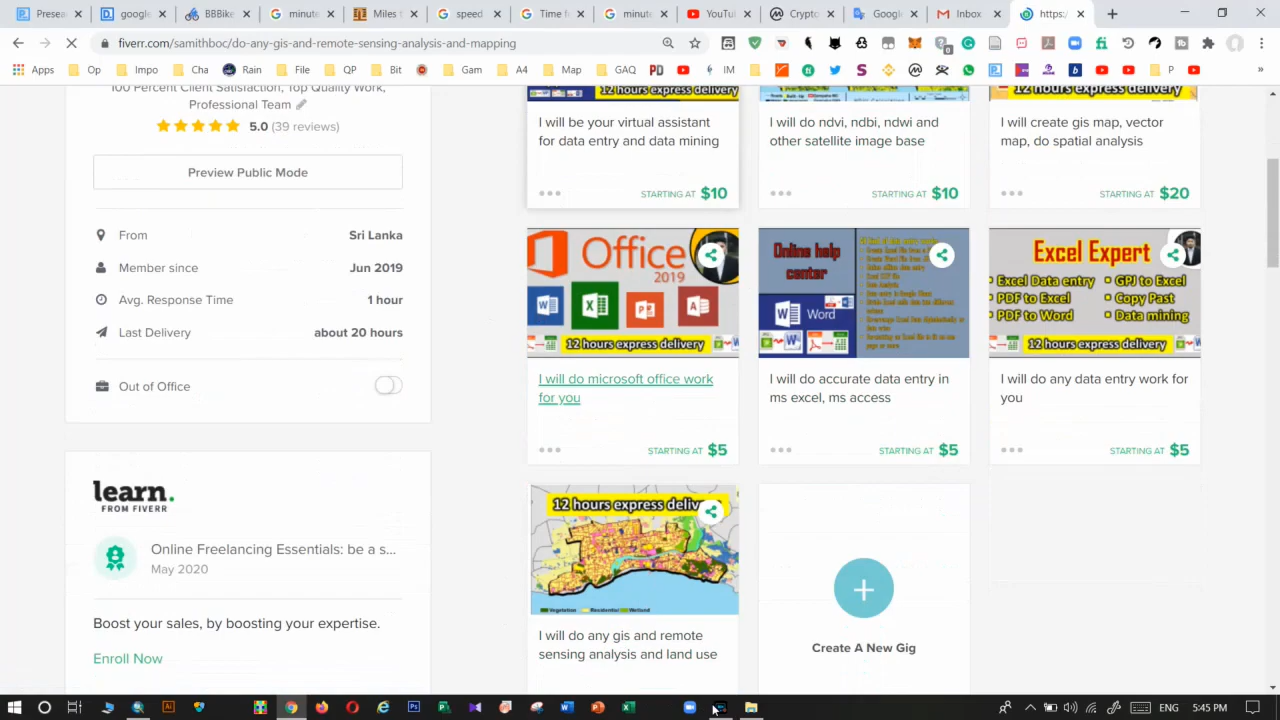 Presea
google
BBBike
minute
Miles t
speed
Time f
minute
YouTul
Crypto
Google
Inbox
https:/
fiverr.com/samithbc/do-any-gis-and-remote-sensing-analysis-and-mapping
Apps
Op
Impo
Cha
Rain
File
QP
Bit
Gam
A4
Map
GAQ
PD
IM
P
»
100 Percent Client Satisfaction, Top Quality Work,
Professional Team
5.0 (39 reviews)
Preview Public Mode
From Sri Lanka
Member since Jun 2019
Avg. Response Time 1 hour
Last Delivery about 20 hours
Out of Office
learn.
FROM FIVERR
Online Freelancing Essentials: be a s...
May 2020
Boost your sales, by boosting your expertise.
Enroll Now
12 hours express delivery
12 hours express delivery
I will be your virtual assistant
for data entry and data mining
STARTING AT $10
I will do ndvi, ndbi, ndwi and
other satellite image base
STARTING AT $10
I will create gis map, vector
map, do spatial analysis
STARTING AT $20
Office
2019
12 hours express delivery
I will do microsoft office work
for you
STARTING AT $5
Online help
center
Word
I will do accurate data entry in
ms excel, ms access
STARTING AT $5
Excel Expert
• Excel Data entry
• PDF to Excel
• PDF to Word
• GPJ to Excel
• Copy Past
• Data mining
12 hours express delivery
I will do any data entry work for
you
STARTING AT $5
12 hours express deliv
Vegetation Residential Wetland
I will do any gis and remote
sensing analysis and land use
Create A New Gig
ENG 5:45 PM